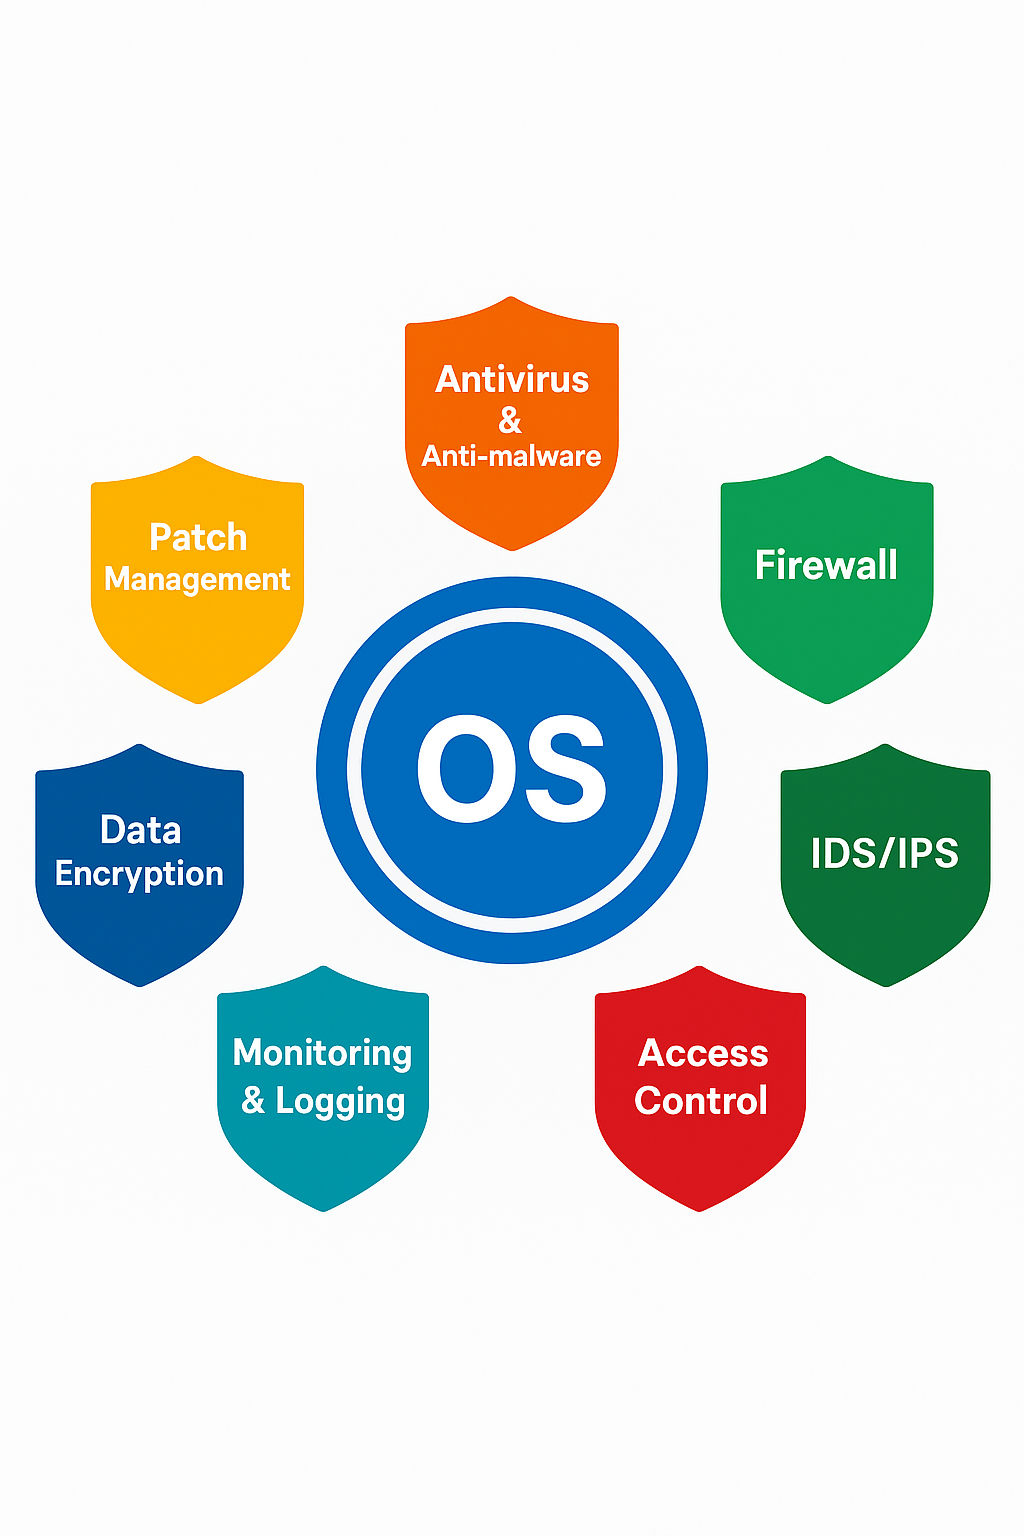 Antivirus
&
Anti-malware
Patch
Management
Firewall
OS
Data
Encryption
IDS/IPS
Monitoring
& Logging
Access
Control